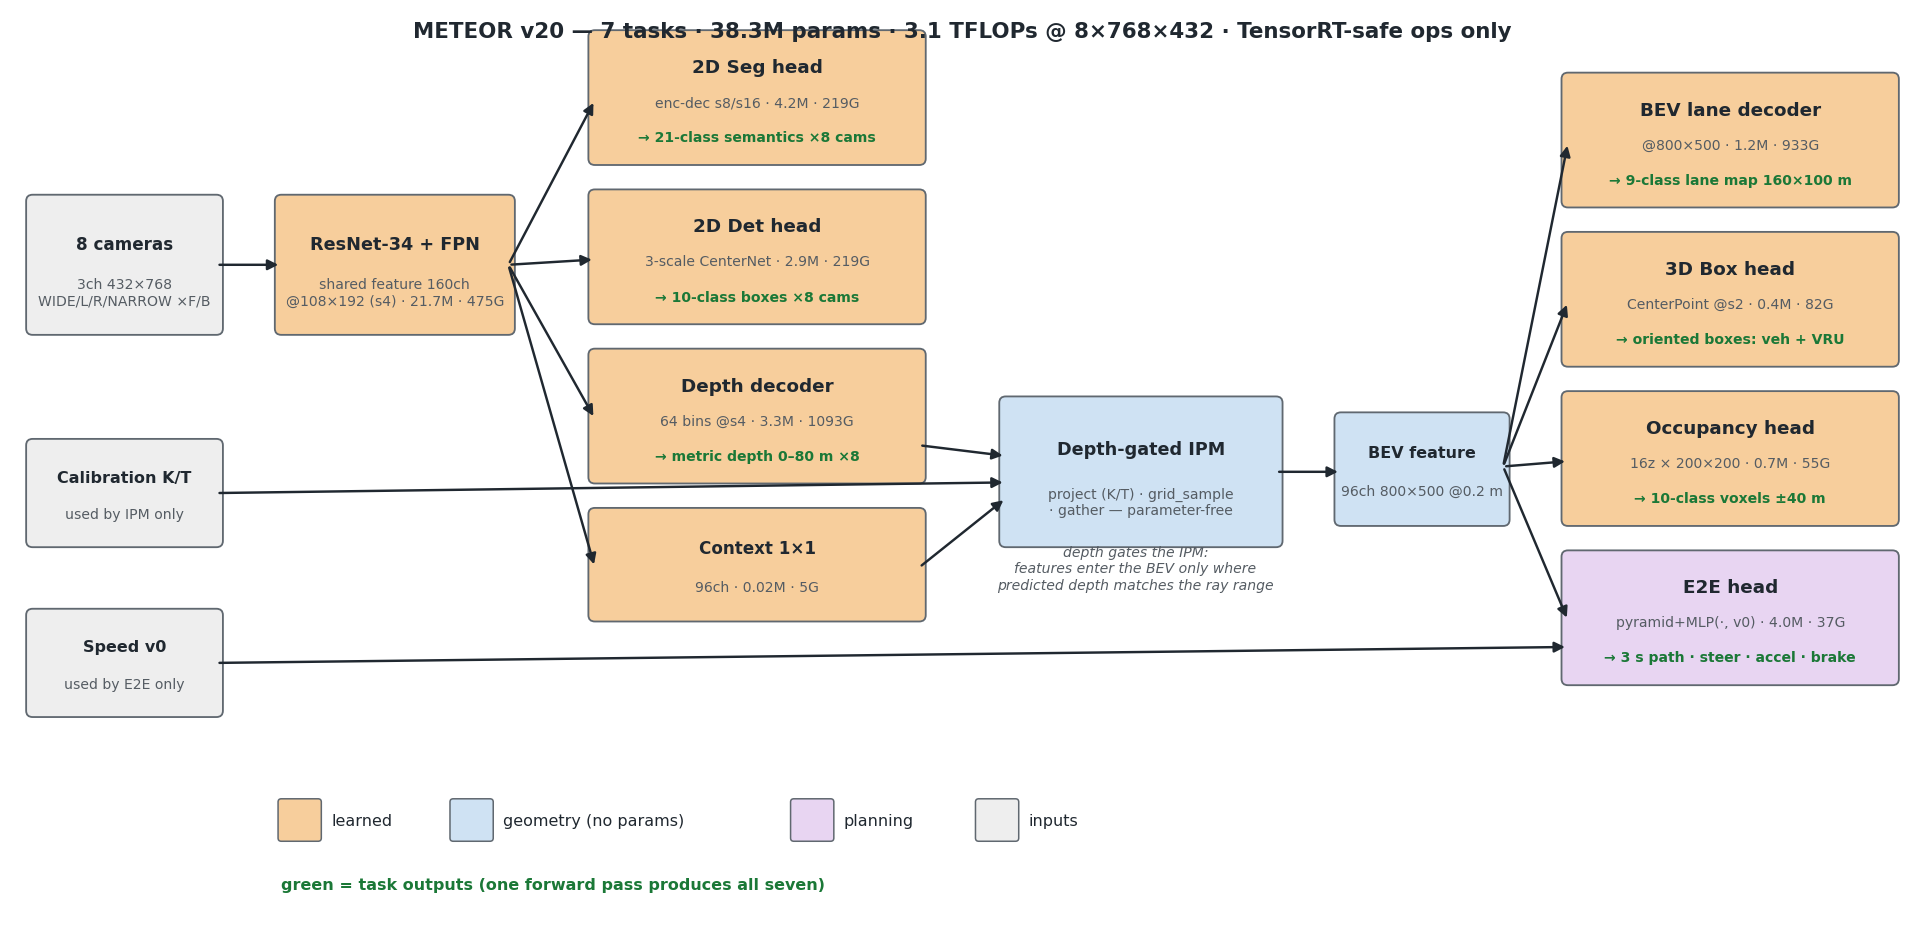 METEOR v20 — 7 tasks · 38.3M params · 3.1 TFLOPs @ 8×768×432 · TensorRT-safe ops only
8 cameras
3ch 432×768
WIDE/L/R/NARROW ×F/B
Calibration K/T
used by IPM only
Speed v0
used by E2E only
ResNet-34 + FPN
shared feature 160ch
@108×192 (s4) · 21.7M · 475G
2D Seg head
enc-dec s8/s16 · 4.2M · 219G
→ 21-class semantics ×8 cams
2D Det head
3-scale CenterNet · 2.9M · 219G
→ 10-class boxes ×8 cams
Depth decoder
64 bins @s4 · 3.3M · 1093G
→ metric depth 0–80 m ×8
Context 1×1
96ch · 0.02M · 5G
Depth-gated IPM
project (K/T) · grid_sample
· gather — parameter-free
depth gates the IPM:
features enter the BEV only where
predicted depth matches the ray range
BEV feature
96ch 800×500 @0.2 m
BEV lane decoder
@800×500 · 1.2M · 933G
→ 9-class lane map 160×100 m
3D Box head
CenterPoint @s2 · 0.4M · 82G
→ oriented boxes: veh + VRU
Occupancy head
16z × 200×200 · 0.7M · 55G
→ 10-class voxels ±40 m
E2E head
pyramid+MLP(·, v0) · 4.0M · 37G
→ 3 s path · steer · accel · brake
learned
geometry (no params)
planning
inputs
green = task outputs (one forward pass produces all seven)